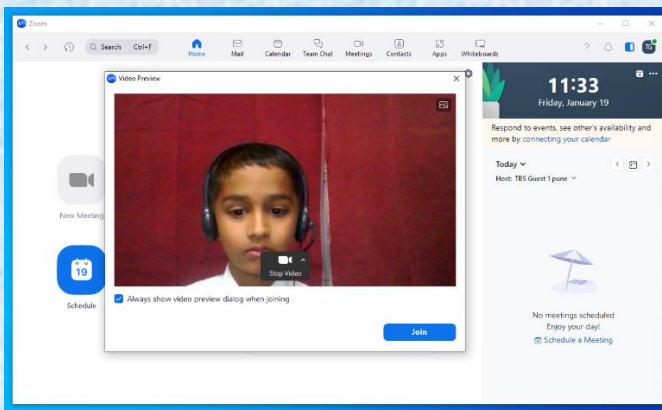 Zoom
Search Ctrl+F
Home
Mail
Calendar
Team Chat
Meetings
Contacts
Apps
Whiteboards
TG
Video Preview
Stop Video
Always show video preview dialog when joining
Join
New Meeting
19
Schedule
11:33
Friday, January 19
Respond to events, see other's availability and
more by connecting your calendar
Today
Host: TBS Guest 1 pune
No meetings scheduled
Enjoy your day!
Schedule a Meeting